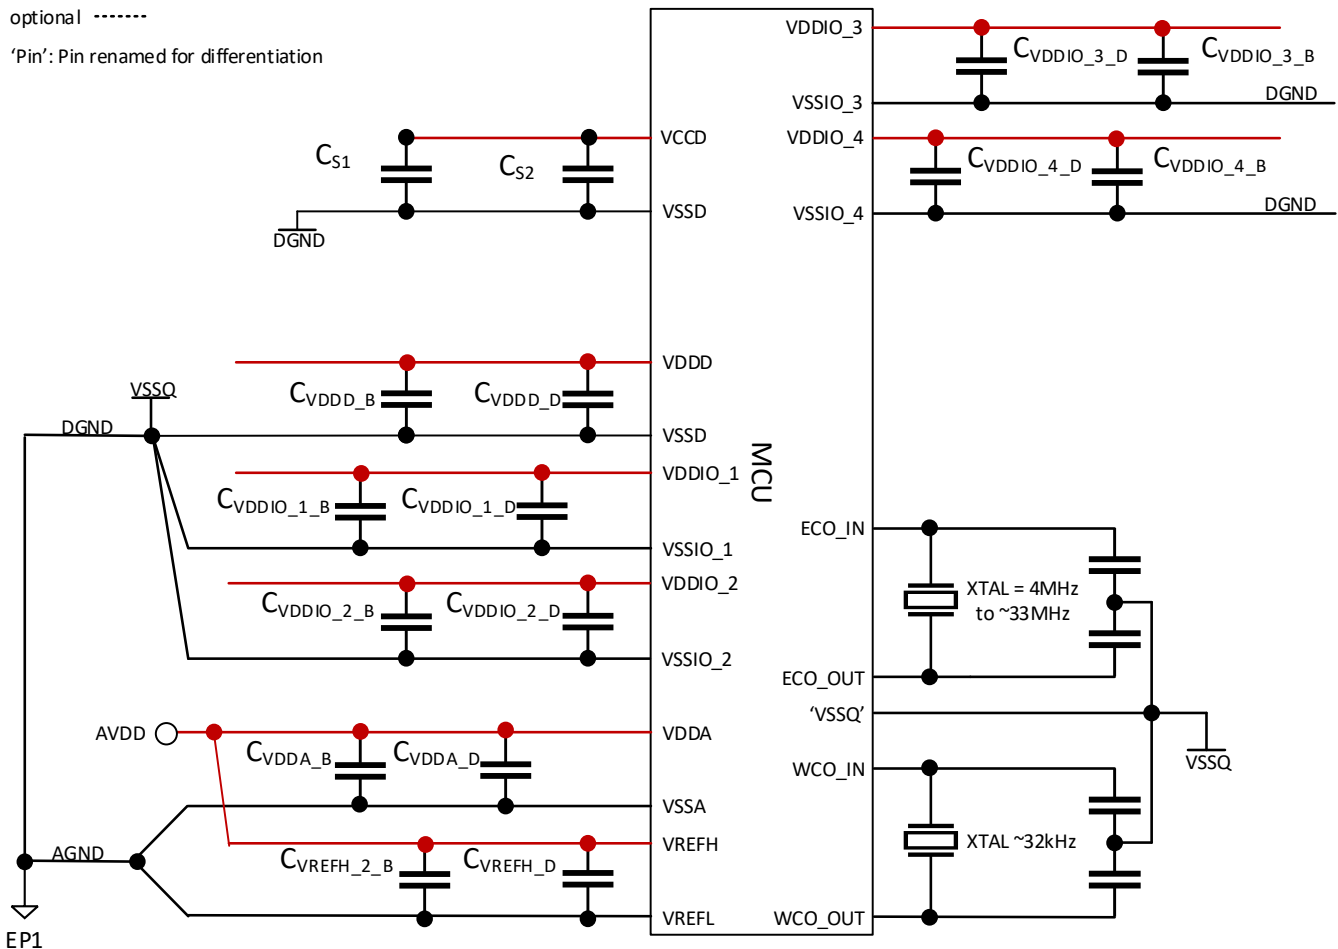 optional ------
‘Pin’: Pin renamed for differentiation
VDDIO_3
CVDDIO_3_D
CVDDIO_3_B
VSSIO_3
DGND
VCCD
VDDIO_4
CS1
CS2
CVDDIO_4_D
CVDDIO_4_B
VSSD
VSSIO_4
DGND
DGND
VDDD
VSSQ
CVDDD_B
CVDDD_D
DGND
VSSD
MCU
VDDIO_1
CVDDIO_1_B
CVDDIO_1_D
ECO_IN
VSSIO_1
VDDIO_2
XTAL = 4MHz
to ~33MHz
CVDDIO_2_B
CVDDIO_2_D
VSSIO_2
ECO_OUT
‘VSSQ’
AVDD
VDDA
CVDDA_B
CVDDA_D
VSSQ
WCO_IN
VSSA
VREFH
XTAL ~32kHz
AGND
CVREFH_2_B
CVREFH_D
VREFL
WCO_OUT
EP1